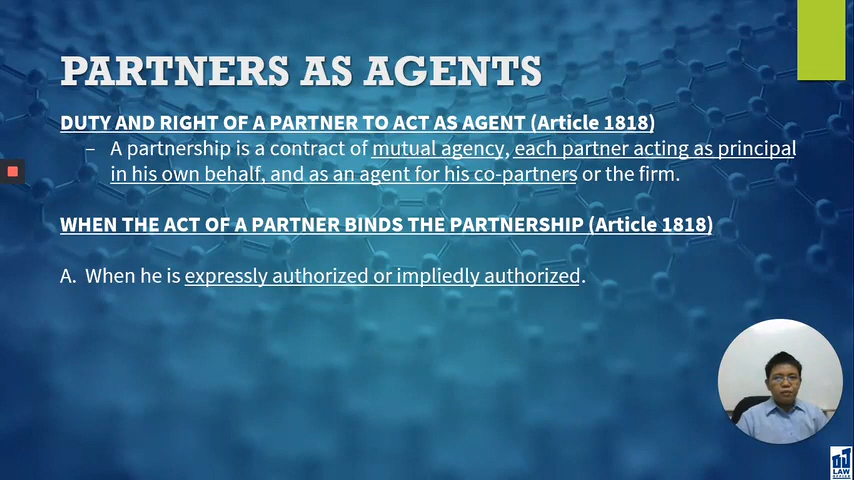 PARTNERS AS AGENTS
DUTY AND RIGHT OF A PARTNER TO ACT AS AGENT (Article 1818)
– A partnership is a contract of mutual agency, each partner acting as principal
in his own behalf, and as an agent for his co-partners or the firm.
WHEN THE ACT OF A PARTNER BINDS THE PARTNERSHIP (Article 1818)
A. When he is expressly authorized or impliedly authorized.
LAW